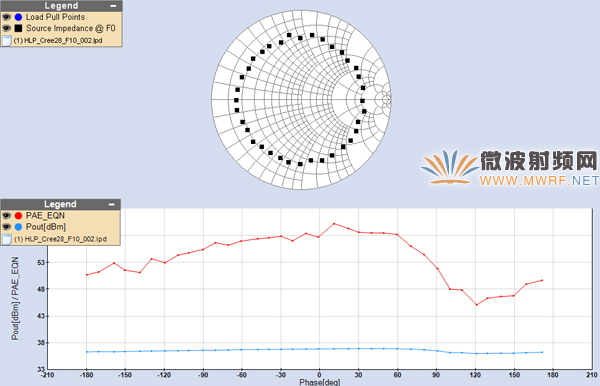 Legend
Load Pull Points
Source Impedance @ F0
(1) HLP_Cree28_F10_002.lpd
微波射频网
WWW.MWRF.NET
Legend
PAE_EQN
Pout[dBm]
(1) HLP_Cree28_F10_002.lpd
Pout[dBm] / PAE_EQN
53
48
43
38
33
-210 -180 -150 -120 -90 -60 -30 0 30 60 90 120 150 180 210
Phase[deg]